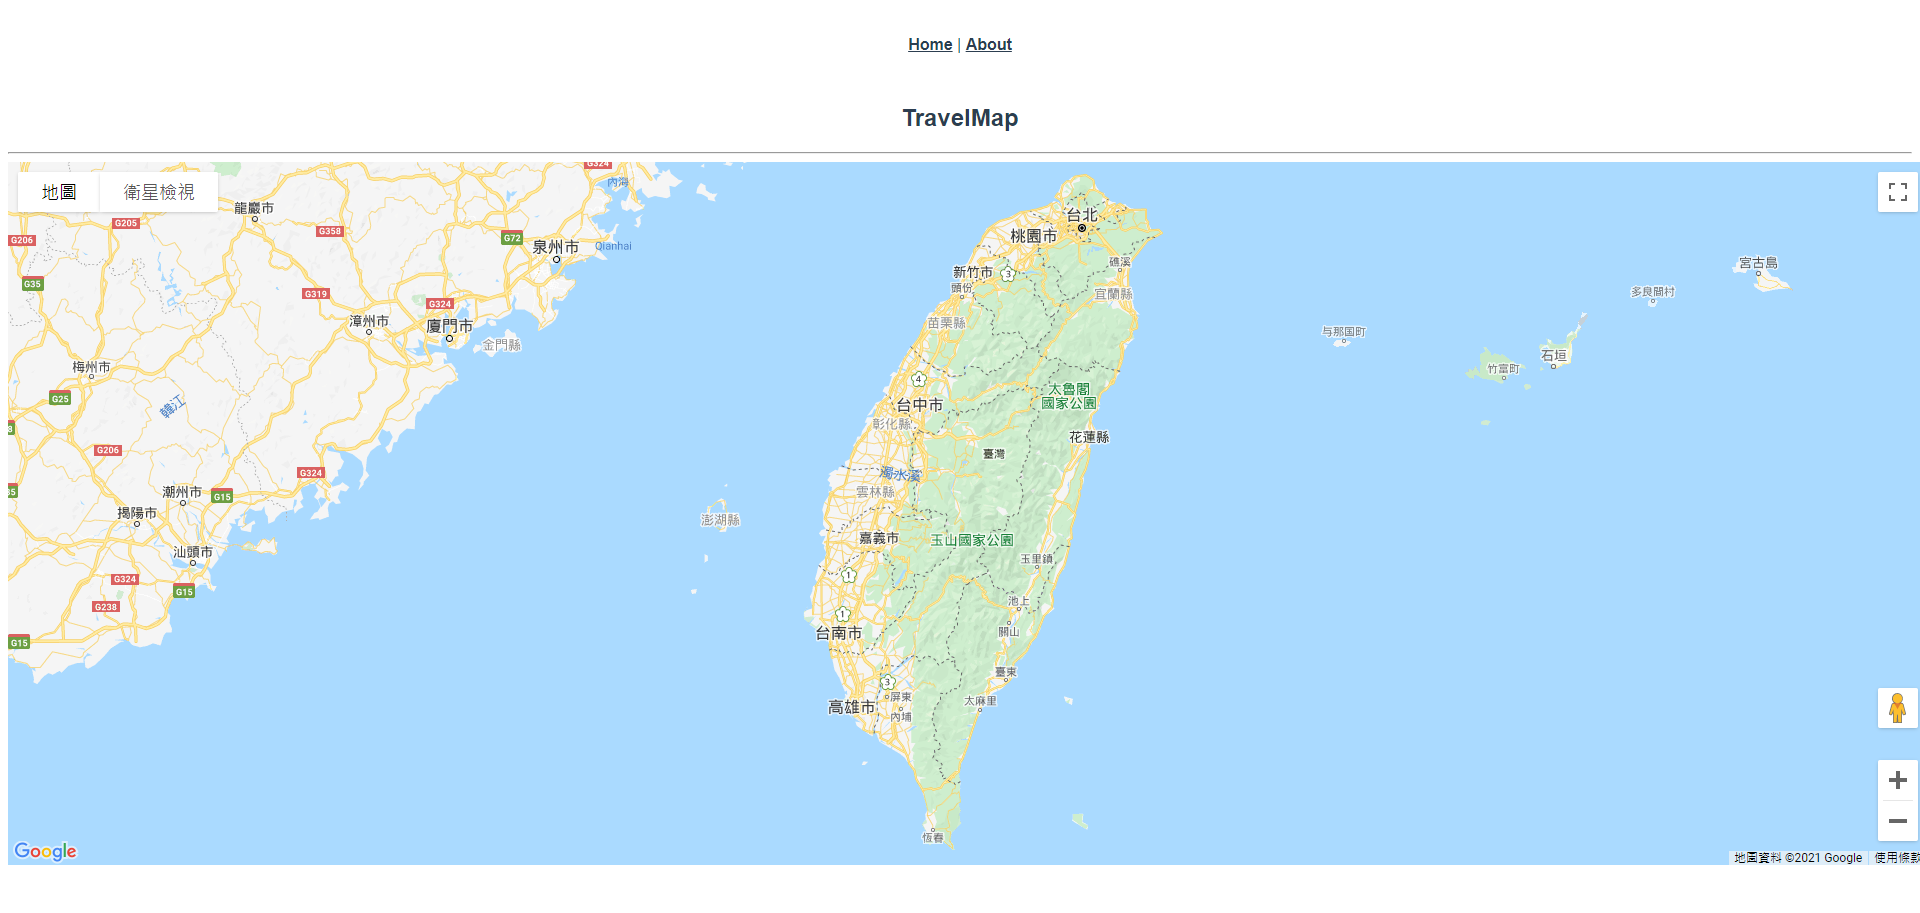 Home | About
TravelMap
地圖
衛星檢視
G324
內海
龍巖市
G205
G206
G358
G72
泉州市
Qianhai
G35
G319
G324
漳州市
廈門市
金門縣
梅州市
G25
韓江
G206
G324
潮州市
G15
揭陽市
汕頭市
G324
G15
G238
G15
台北
桃園市
礁溪
新竹市
3
頭份
宜蘭縣
苗栗縣
4
太魯閣
國家公園
台中市
彰化縣
花蓮縣
臺灣
濁水溪
雲林縣
澎湖縣
嘉義市
玉山國家公園
玉里鎮
1
池上
1
台南市
關山
臺東
3
屏東
太麻里
高雄市
內埔
恆春
宮古島
多良間村
与那国町
石垣
竹富町
Google
地圖資料 ©2021 Google
使用條款